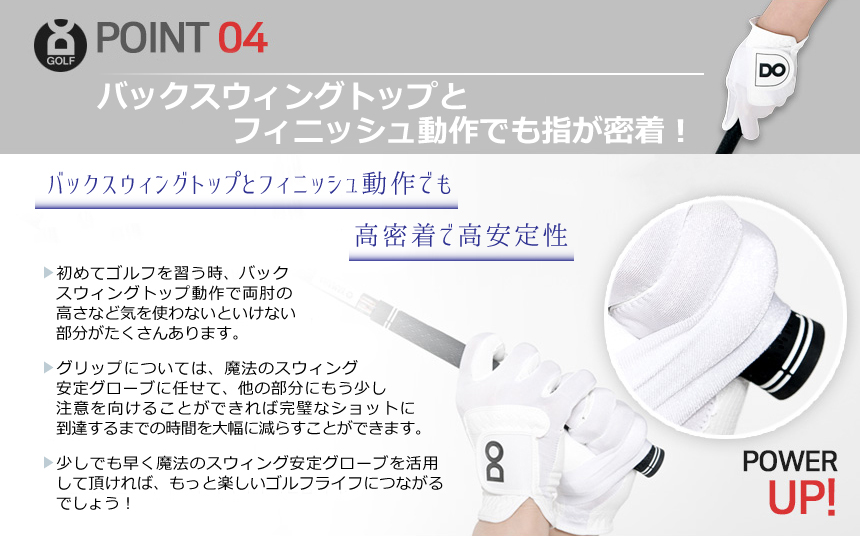 DO
GOLF
POINT 04
バックスウィングトップと
フィニッシュ動作でも指が密着！
DO
バックスウィングトップとフィニッシュ動作でも
高密着で高安定性
初めてゴルフを習う時、バック
スウィングトップ動作で両肘の
高さなど気を使わないといけない
部分がたくさんあります。
グリップについては、魔法のスウィング
安定グローブに任せて、他の部分にもう少し
注意を向けることができれば完璧なショットに
到達するまでの時間を大幅に減らすことができます。
少しでも早く魔法のスウィング安定グローブを活用
して頂ければ、もっと楽しいゴルフライフにつながる
でしょう！
DO
POWER
UP!